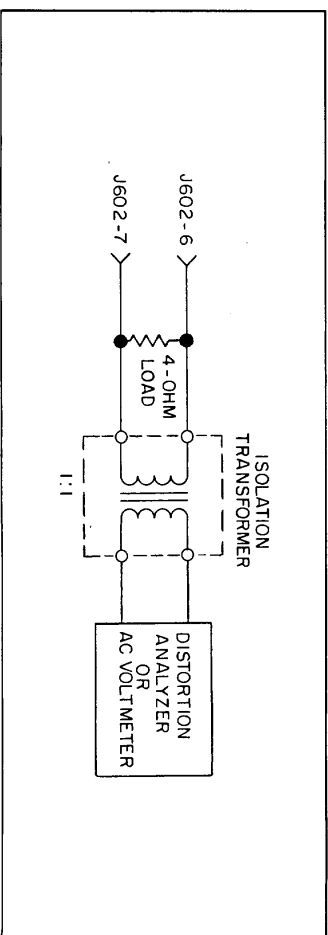 ISOLATION
TRANSFORMER
J602-6
4-OHM
LOAD
J602-7
1:1
DISTORTION
ANALYZER
OR
AC VOLTMETER